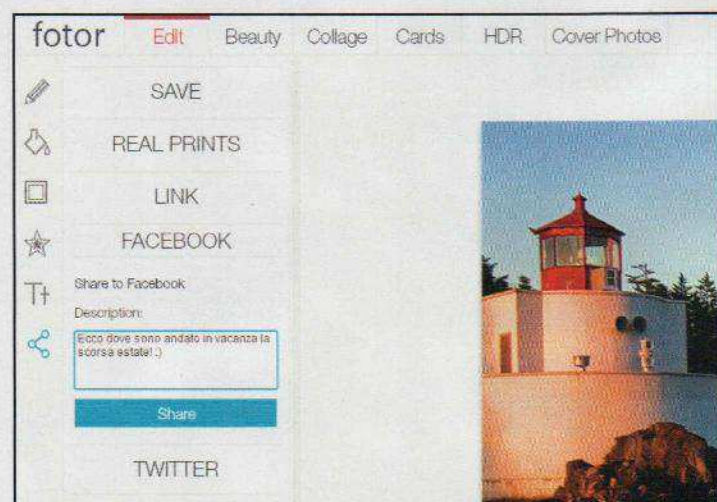 fotor Edit Beauty Collage Cards HDR Cover Photos
SAVE
REAL PRINTS
LINK
FACEBOOK
Share to Facebook
Description:
Ecco dove sono andato in vacanza la
scorsa estate! :)
Share
TWITTER